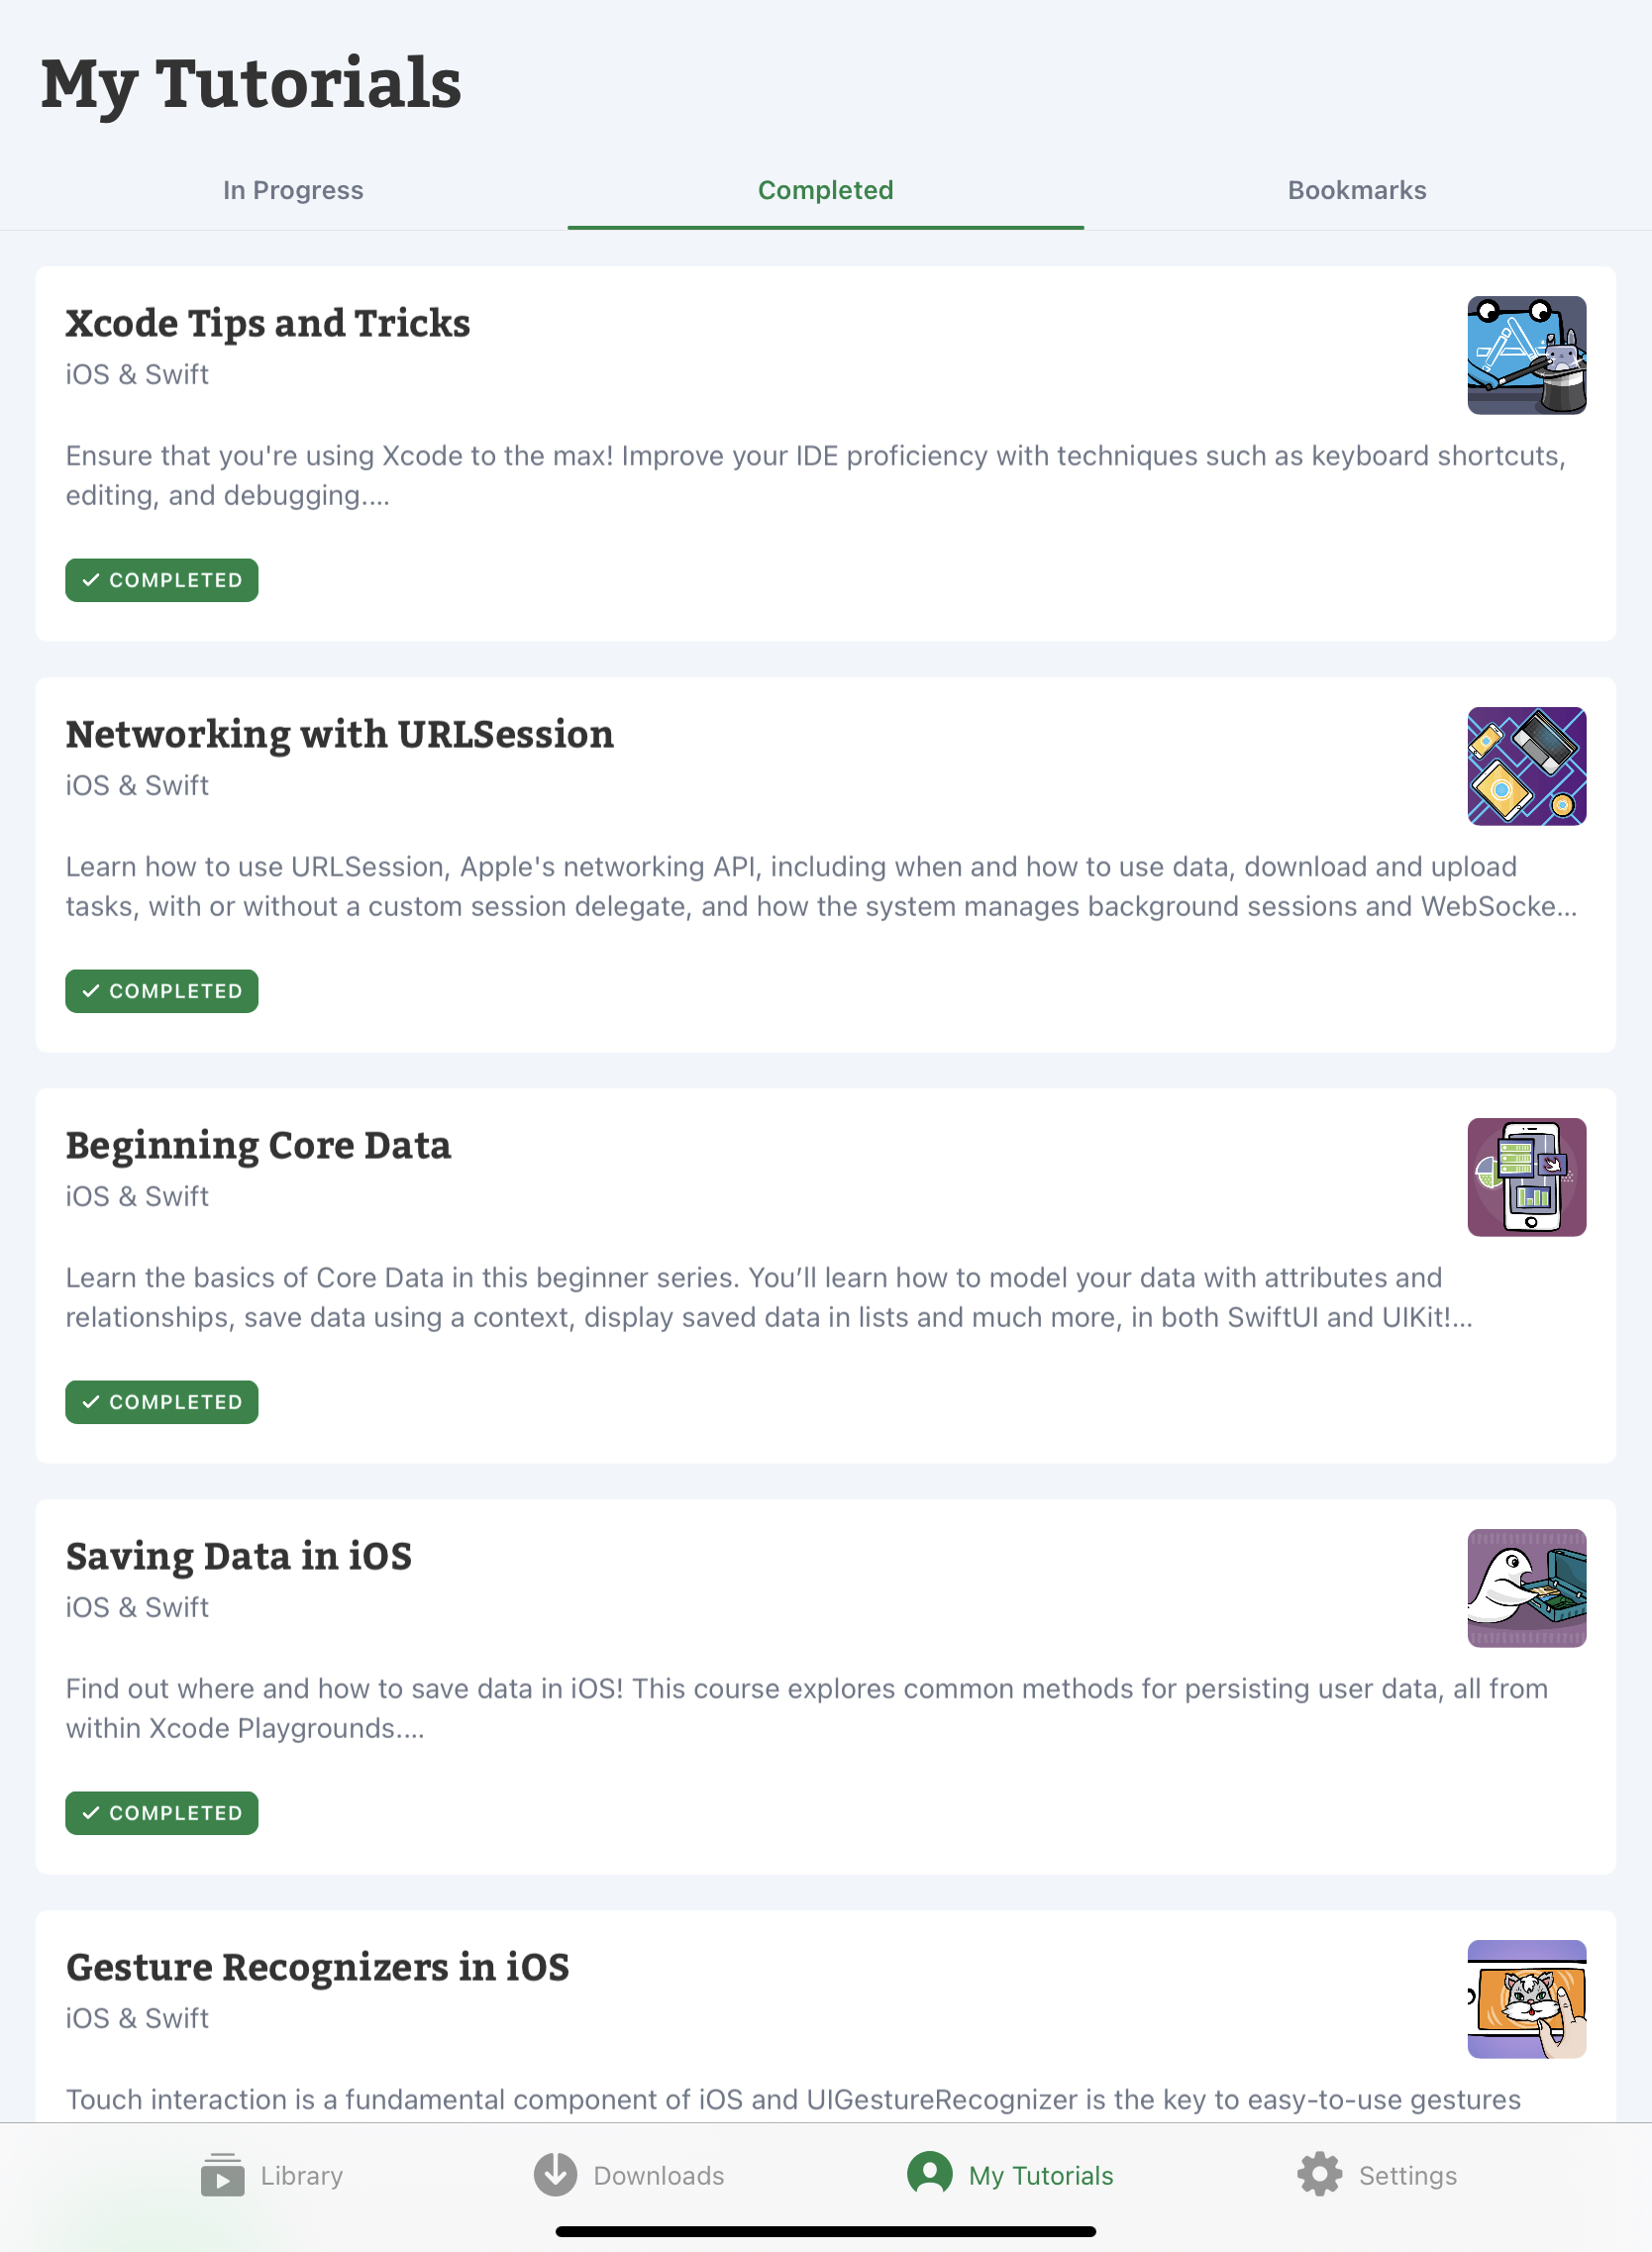 My Tutorials
In Progress
Completed
Bookmarks
Xcode Tips and Tricks
iOS & Swift
Ensure that you're using Xcode to the max! Improve your IDE proficiency with techniques such as keyboard shortcuts,
editing, and debugging....
COMPLETED
Networking with URLSession
iOS & Swift
Learn how to use URLSession, Apple's networking API, including when and how to use data, download and upload
tasks, with or without a custom session delegate, and how the system manages background sessions and WebSocke...
COMPLETED
Beginning Core Data
iOS & Swift
Learn the basics of Core Data in this beginner series. You’ll learn how to model your data with attributes and
relationships, save data using a context, display saved data in lists and much more, in both SwiftUI and UIKit!...
COMPLETED
Saving Data in iOS
iOS & Swift
Find out where and how to save data in iOS! This course explores common methods for persisting user data, all from
within Xcode Playgrounds....
COMPLETED
Gesture Recognizers in iOS
iOS & Swift
Touch interaction is a fundamental component of iOS and UIGestureRecognizer is the key to easy-to-use gestures
Library
Downloads
My Tutorials
Settings